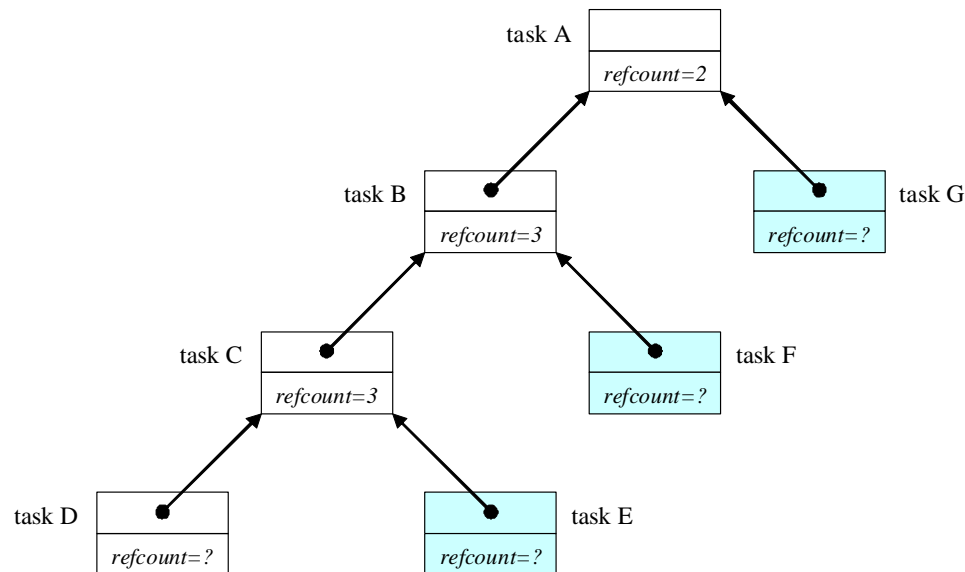 task A
refcount=2
task B
refcount=3
task G
refcount=?
task C
refcount=3
task F
refcount=?
task D
refcount=?
task E
refcount=?